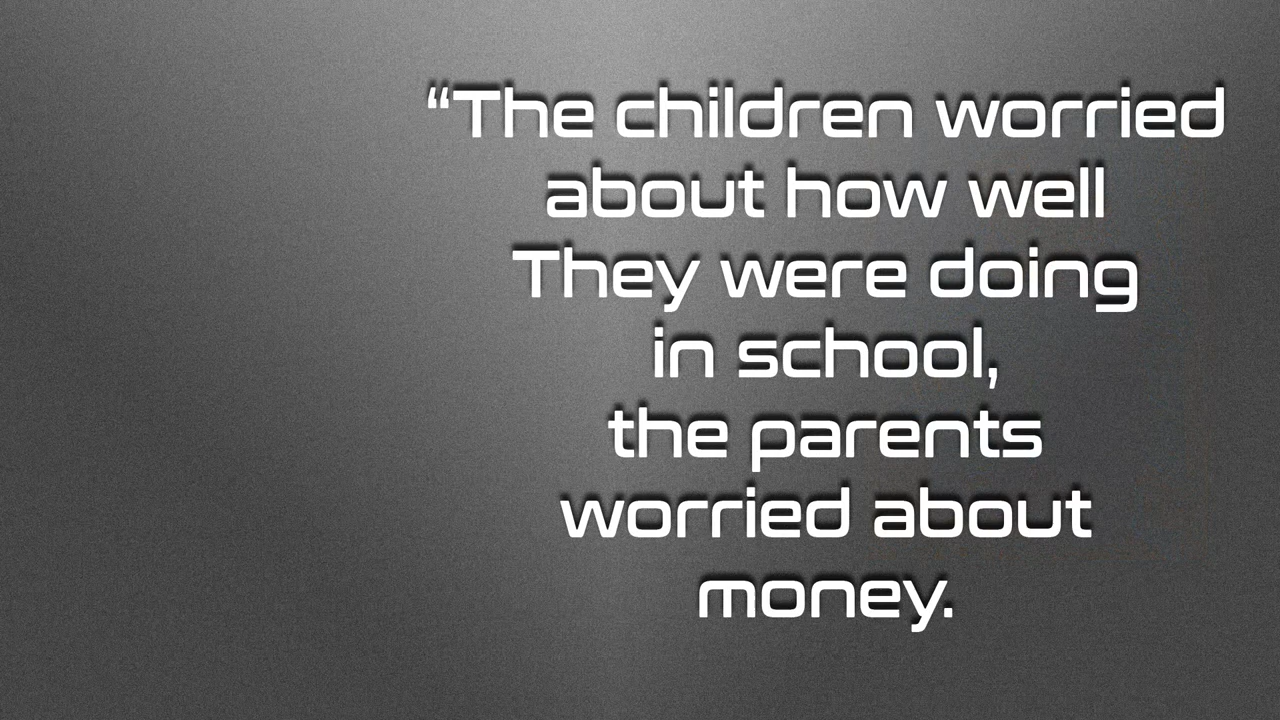 “The children worried
about how well
They were doing
in school,
the parents
worried about
money.